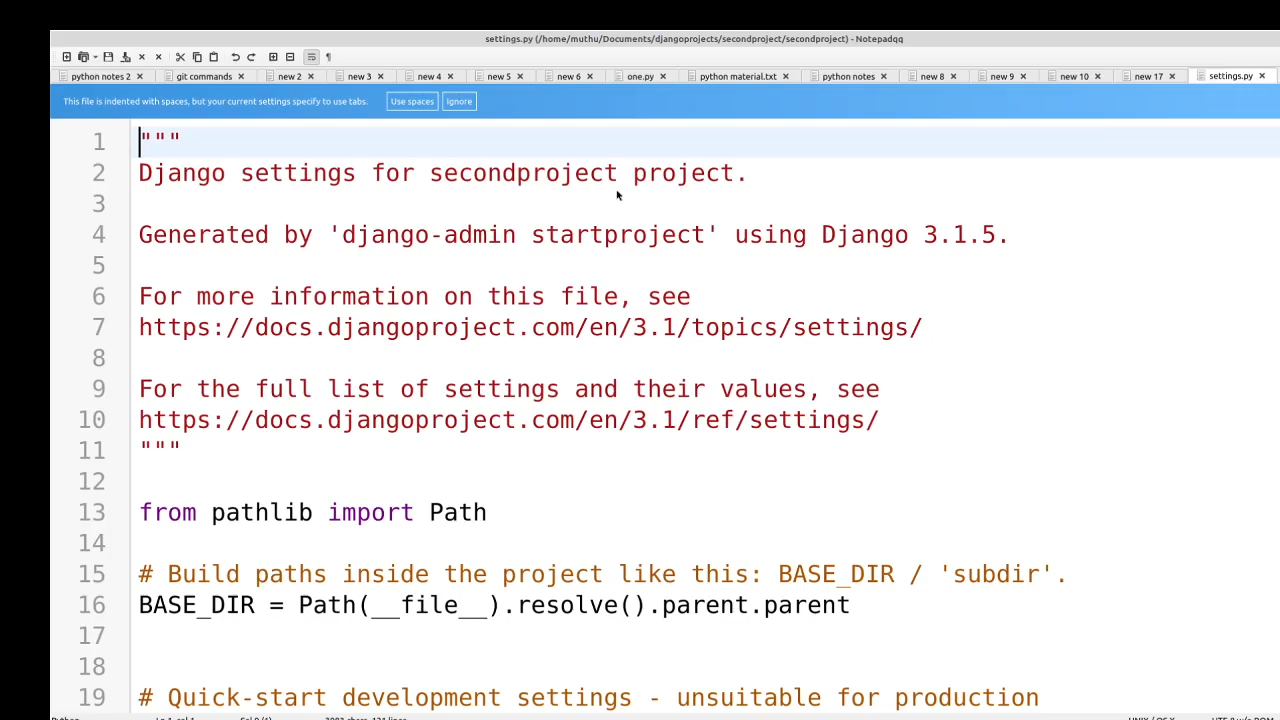 settings.py (/home/muthu/Documents/djangoprojects/secondproject/secondproject) - Notepadqq
python notes 2 git commands new 2 new 3 new 4 new 5 new 6 one.py python material.txt python notes new 8 new 9 new 10 new 17 settings.py
This file is indented with spaces, but your current settings specify to use tabs. Use spaces Ignore
1 """
2 Django settings for secondproject project.
3
4 Generated by 'django-admin startproject' using Django 3.1.5.
5
6 For more information on this file, see
7 https://docs.djangoproject.com/en/3.1/topics/settings/
8
9 For the full list of settings and their values, see
10 https://docs.djangoproject.com/en/3.1/ref/settings/
11 """
12
13 from pathlib import Path
14
15 # Build paths inside the project like this: BASE_DIR / 'subdir'.
16 BASE_DIR = Path(__file__).resolve().parent.parent
17
18
19 # Quick-start development settings - unsuitable for production